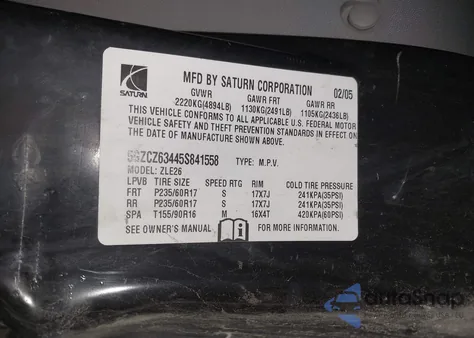 SATURN
MFD BY SATURN CORPORATION 02/05
GVWR GAWR FRT GAWR RR
2220KG(4894LB) 1130KG(2491LB) 1105KG(2436LB)
THIS VEHICLE CONFORMS TO ALL APPLICABLE U.S. FEDERAL MOTOR
VEHICLE SAFETY AND THEFT PREVENTION STANDARDS IN EFFECT ON
THE DATE OF MANUFACTURE SHOWN ABOVE.
5GZCZ63445S841558 TYPE: M.P.V.
MODEL: ZLE26
LPVB TIRE SIZE SPEED RTG RIM COLD TIRE PRESSURE
FRT P235/60R17 S 17X7J 241KPA(35PSI)
RR P235/60R17 S 17X7J 241KPA(35PSI)
SPA T155/90R16 M 16X4T 420KPA(60PSI)
SEE OWNER'S MANUAL i FOR MORE INFORMATION.
autoSnap